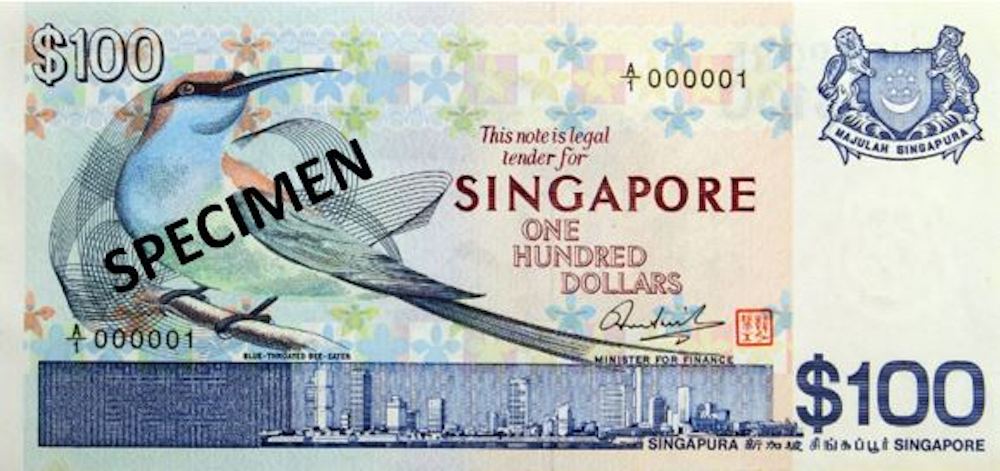 $100
A/1 000001
MAJULAH SINGAPURA
This note is legal
tender for
SINGAPORE
ONE
HUNDRED
DOLLARS
SPECIMEN
A/1 000001
BLUE-THROATED BEE-EATER
MINISTER FOR FINANCE
$100
SINGAPURA 新加坡 சிங்கப்பூர் SINGAPORE